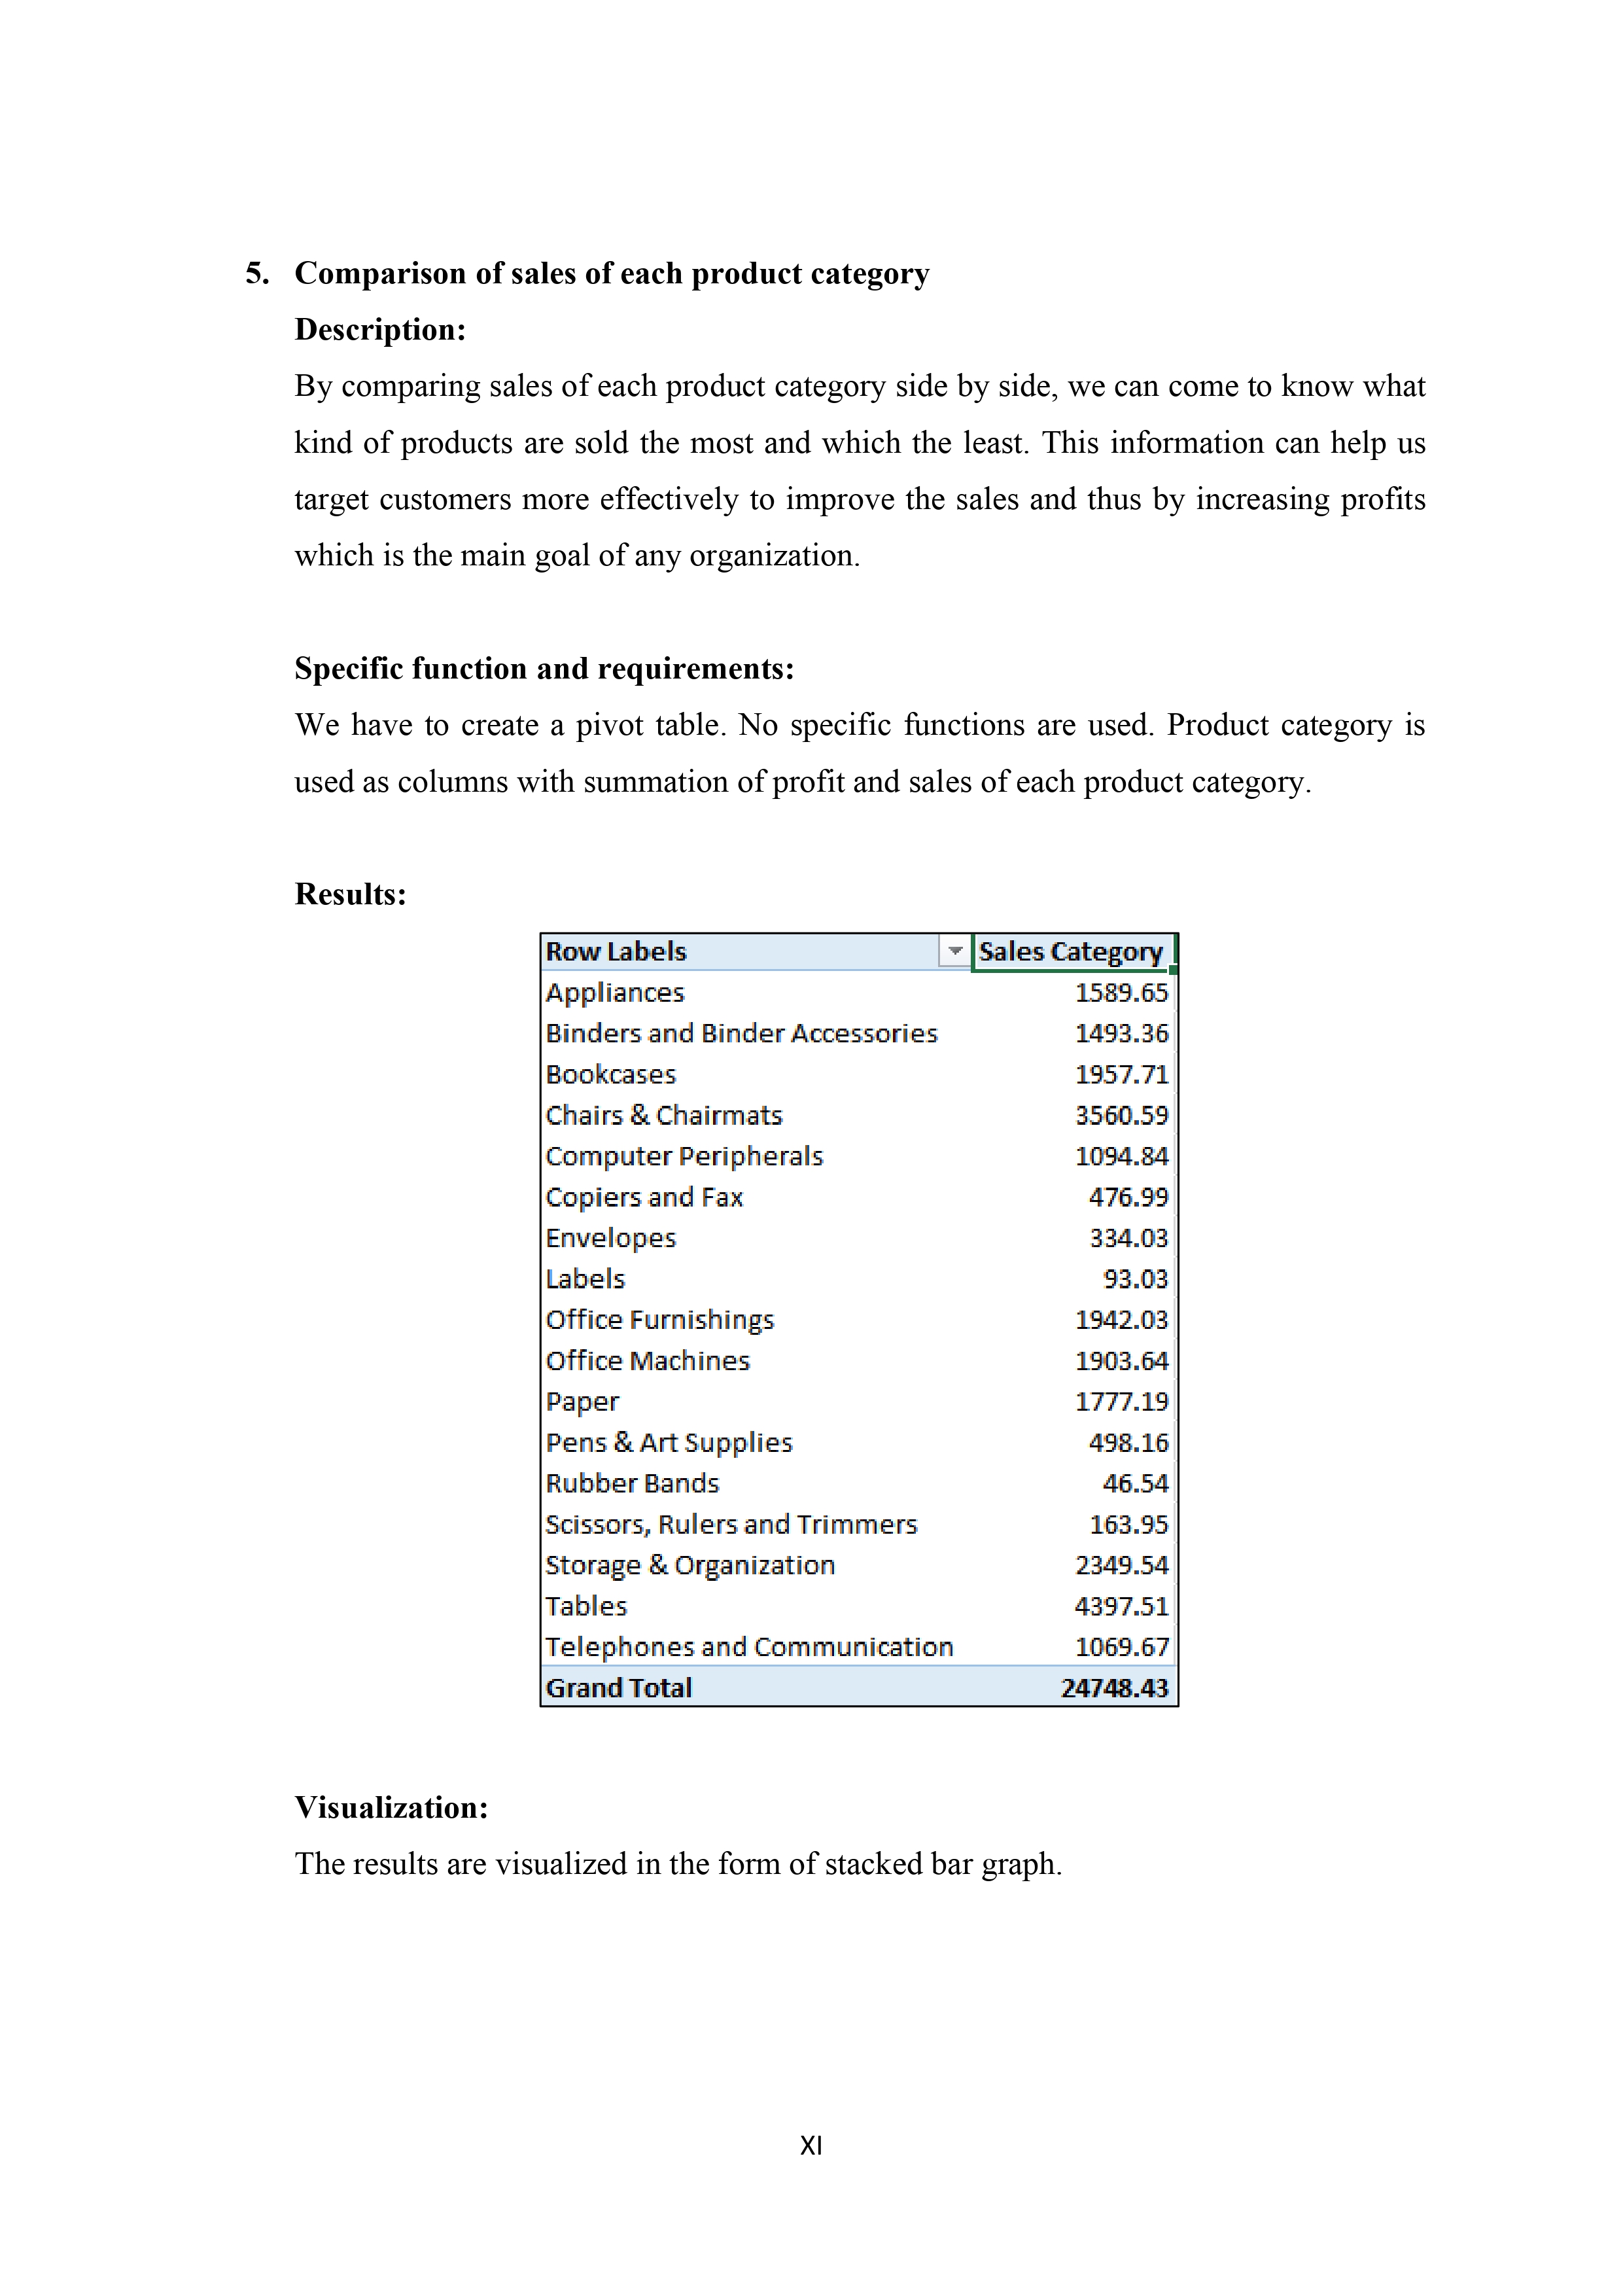 5. Comparison of sales of each product category
Description:
By comparing sales of each product category side by side, we can come to know what
kind of products are sold the most and which the least. This information can help us
target customers more effectively to improve the sales and thus by increasing profits
which is the main goal of any organization.
Specific function and requirements:
We have to create a pivot table. No specific functions are used. Product category is
used as columns with summation of profit and sales of each product category.
Results:
Row Labels Sales Category
Appliances 1589.65
Binders and Binder Accessories 1493.36
Bookcases 1957.71
Chairs & Chairmats 3560.59
Computer Peripherals 1094.84
Copiers and Fax 476.99
Envelopes 334.03
Labels 93.03
Office Furnishings 1942.03
Office Machines 1903.64
Paper 1777.19
Pens & Art Supplies 498.16
Rubber Bands 46.54
Scissors, Rulers and Trimmers 163.95
Storage & Organization 2349.54
Tables 4397.51
Telephones and Communication 1069.67
Grand Total 24748.43
Visualization:
The results are visualized in the form of stacked bar graph.
XI